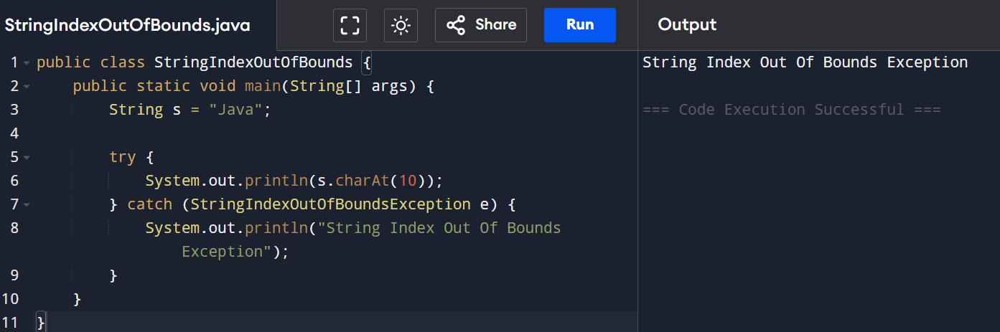 StringIndexOutOfBounds.java
Share
Run
Output
1 public class StringIndexOutOfBounds {
2     public static void main(String[] args) {
3         String s = "Java";
4
5         try {
6             System.out.println(s.charAt(10));
7         } catch (StringIndexOutOfBoundsException e) {
8             System.out.println("String Index Out Of Bounds
                Exception");
9         }
10     }
11 }
String Index Out Of Bounds Exception
=== Code Execution Successful ===